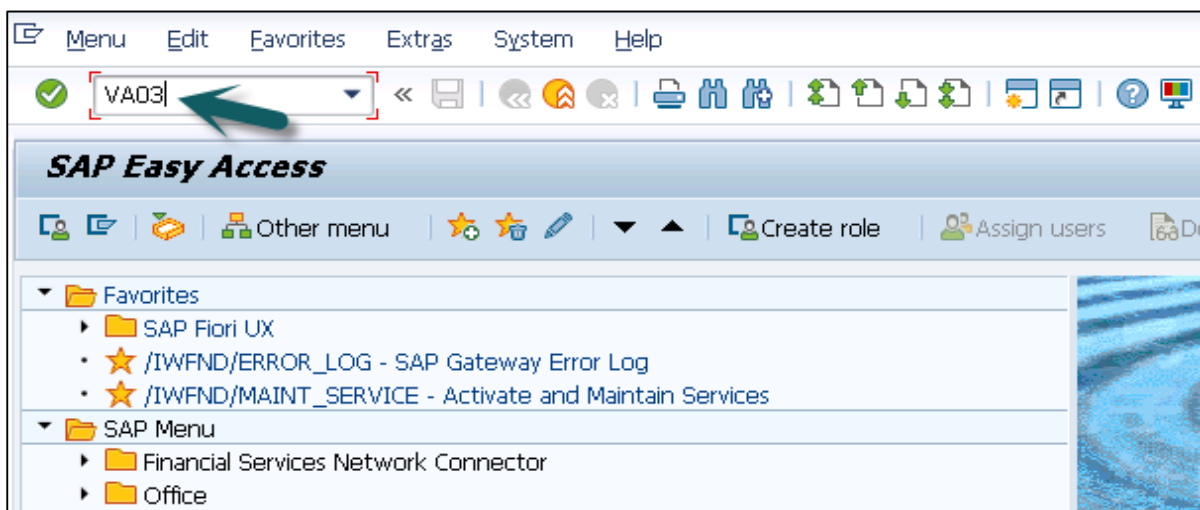 Menu Edit Favorites Extras System Help
VA03
SAP Easy Access
Other menu Create role Assign users
Favorites
SAP Fiori UX
/IWFND/ERROR_LOG - SAP Gateway Error Log
/IWFND/MAINT_SERVICE - Activate and Maintain Services
SAP Menu
Financial Services Network Connector
Office